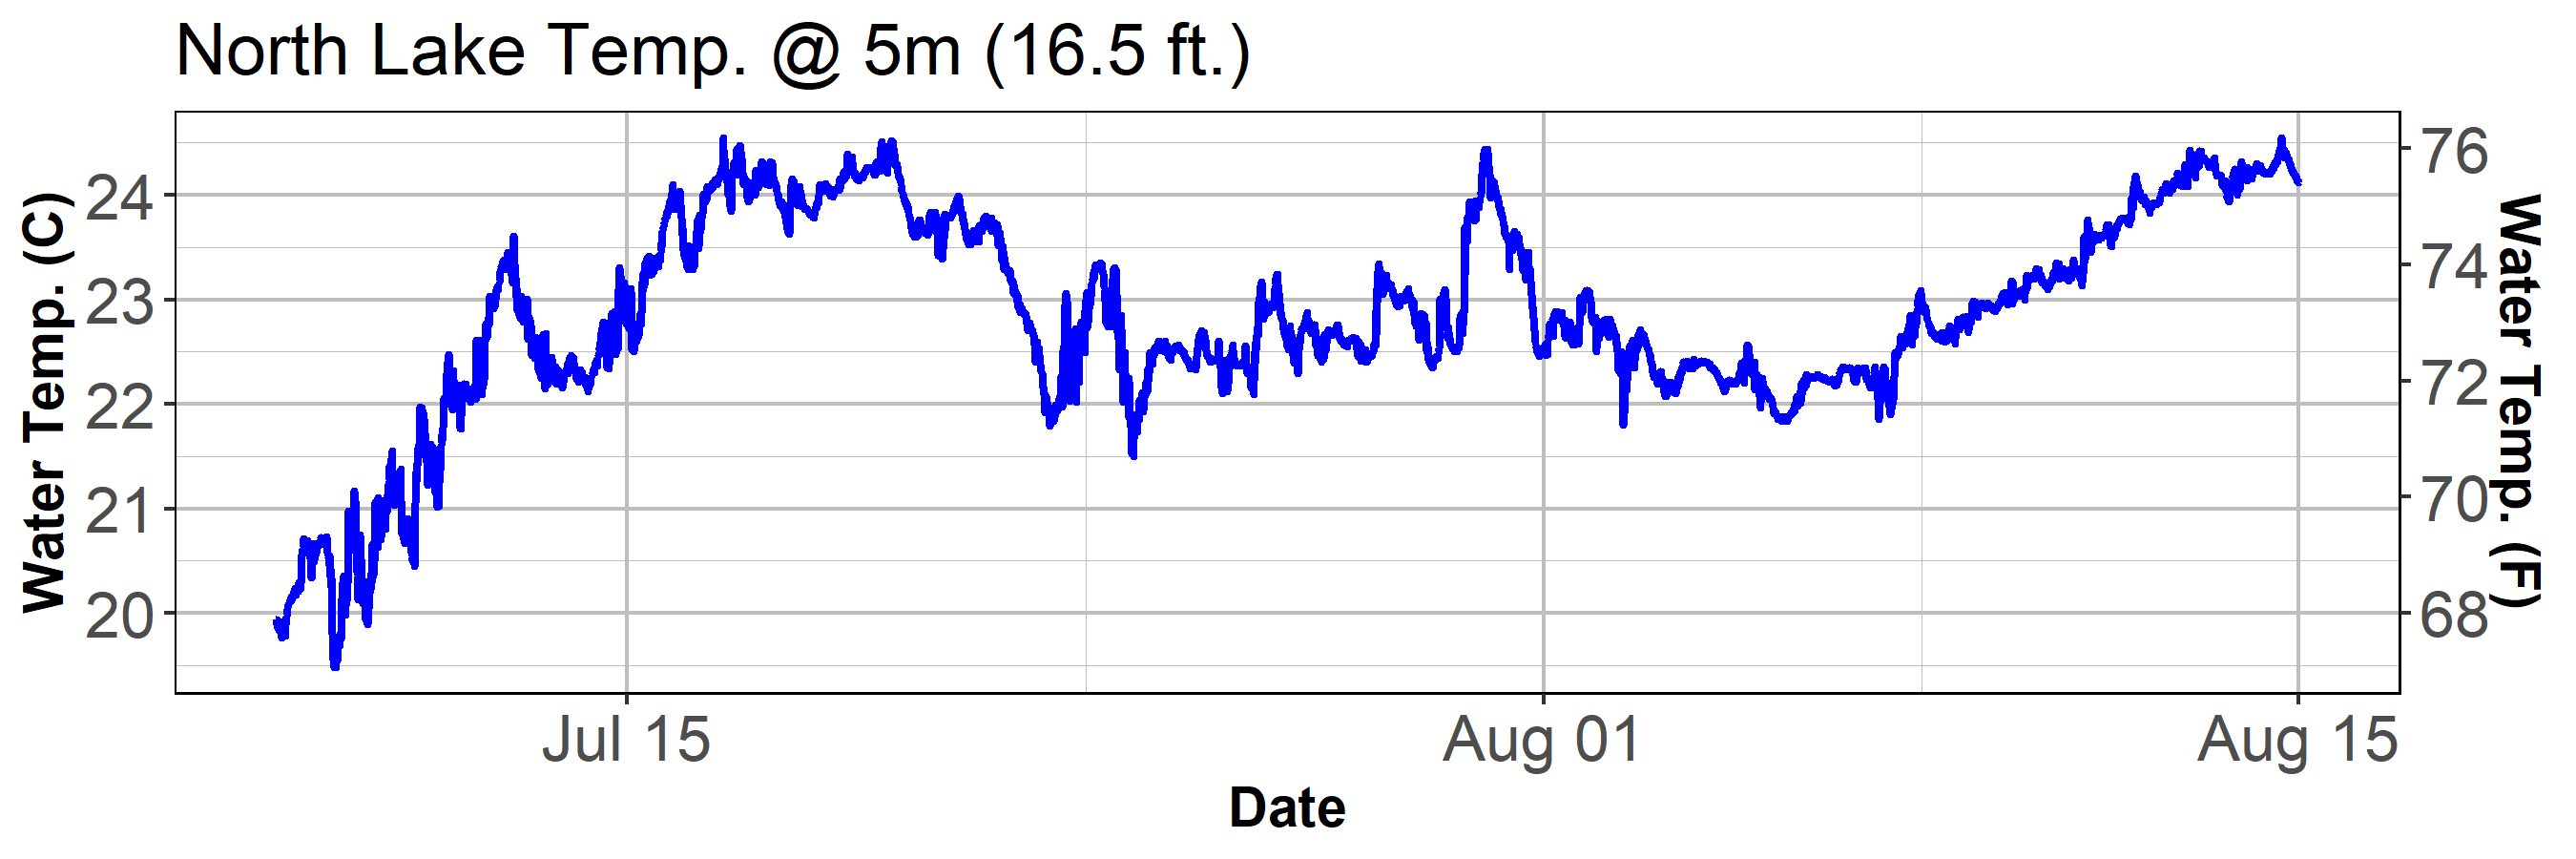 North Lake Temp. @ 5m (16.5 ft.)
Water Temp. (C)
24
23
22
21
20
76
74
72
70
68
Water Temp. (F)
Jul 15
Aug 01
Aug 15
Date